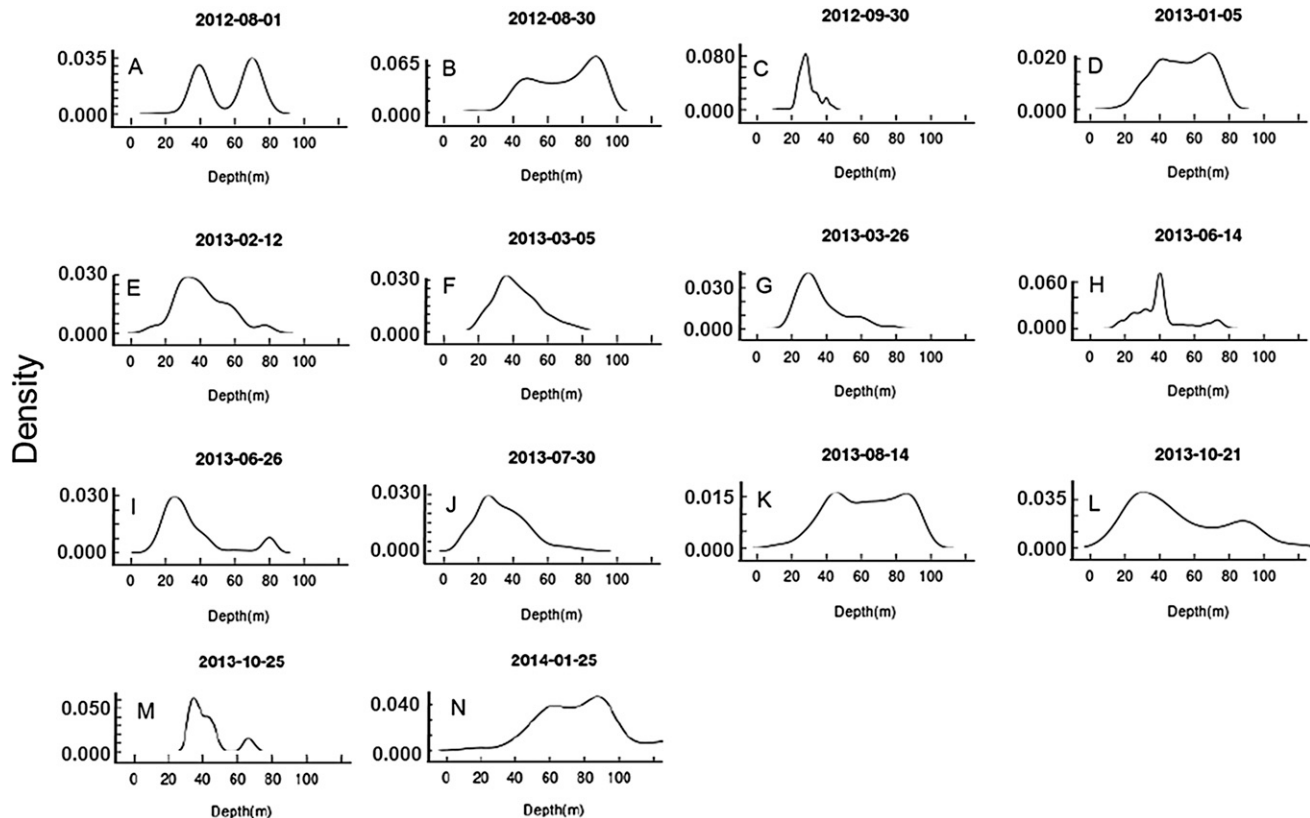 2012-08-01 2012-08-30 2012-09-30 2013-01-05
A B C D
0.035 0.065 0.080 0.020
0.000 0.000 0.000 0.000
0 20 40 60 80 100 0 20 40 60 80 100 0 20 40 60 80 100 0 20 40 60 80 100
Depth(m) Depth(m) Depth(m) Depth(m)
2013-02-12 2013-03-05 2013-03-26 2013-06-14
E F G H
0.030 0.030 0.030 0.060
0.000 0.000 0.000 0.000
0 20 40 60 80 100 0 20 40 60 80 100 0 20 40 60 80 100 0 20 40 60 80 100
Depth(m) Depth(m) Depth(m) Depth(m)
Density
2013-06-26 2013-07-30 2013-08-14 2013-10-21
I J K L
0.030 0.030 0.015 0.035
0.000 0.000 0.000 0.000
0 20 40 60 80 100 0 20 40 60 80 100 0 20 40 60 80 100 0 20 40 60 80 100
Depth(m) Depth(m) Depth(m) Depth(m)
2013-10-25 2014-01-25
M N
0.050 0.040
0.000 0.000
0 20 40 60 80 100 0 20 40 60 80 100
Depth(m) Depth(m)